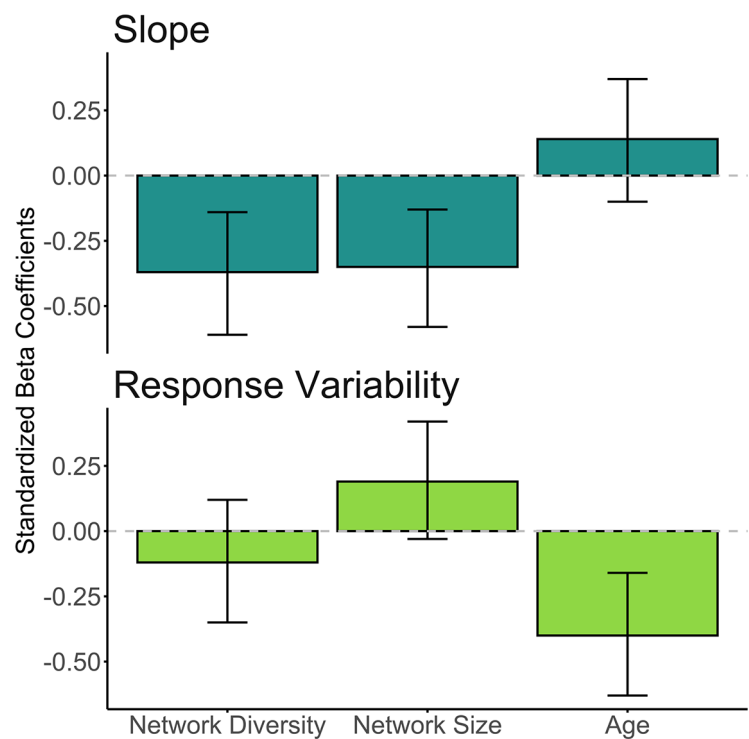 Slope
0.25
0.00
-0.25
-0.50
Standardized Beta Coefficients
Response Variability
0.25
0.00
-0.25
-0.50
Network Diversity Network Size Age